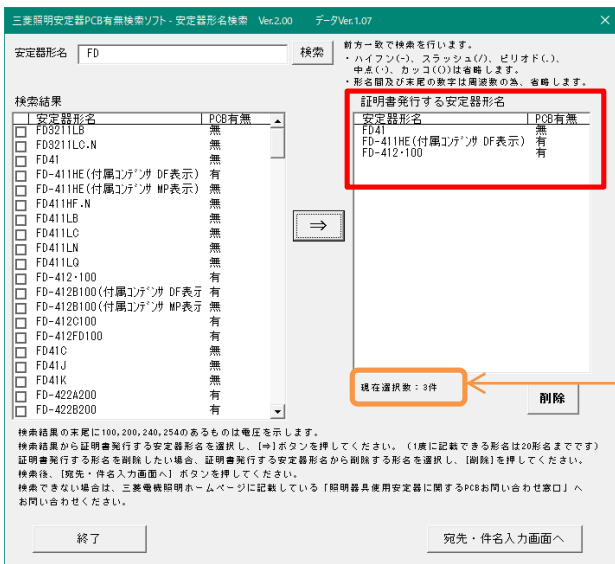 三菱照明安定器PCB有無検索ソフト - 安定器形名検索 Ver.2.00 データVer.1.07
安定器形名 FD 検索
前方一致で検索を行います。
・ハイフン(-)、スラッシュ(/)、ピリオド(.)、
中点(・)、カッコ(())は省略します。
・形名間及び末尾の数字は周波数の為、省略します。
検索結果
安定器形名 PCB有無
FD3211LB 無
FD3211LC.N 無
FD41 無
FD-411HE(付属コンデンサ DF表示) 有
FD-411HE(付属コンデンサ MP表示) 無
FD411HF.N 無
FD411LB 無
FD411LC 無
FD411LN 無
FD411LQ 無
FD-412・100 有
FD-412B100(付属コンデンサ DF表示 有
FD-412B100(付属コンデンサ MP表示 無
FD-412C100 有
FD-412FD100 有
FD41C 無
FD41J 無
FD41K 無
FD-422A200 有
FD-422B200 有
⇒
証明書発行する安定器形名
安定器形名 PCB有無
FD41 無
FD-411HE(付属コンデンサ DF表示) 有
FD-412・100 有
現在選択数:3件
削除
検索結果の末尾に100,200,240,254のあるものは電圧を示します。
検索結果から証明書発行する安定器形名を選択し、[⇒]ボタンを押してください。(1度に記載できる形名は20形名までです)
証明書発行する形名を削除したい場合、証明書発行する安定器形名から削除する形名を選択し、[削除]を押してください。
検索後、[宛先・件名入力画面へ] ボタンを押してください。
検索できない場合は、三菱電機照明ホームページに記載している「照明器具使用安定器に関するPCBお問い合わせ窓口」へ
お問い合わせください。
終了
宛先・件名入力画面へ